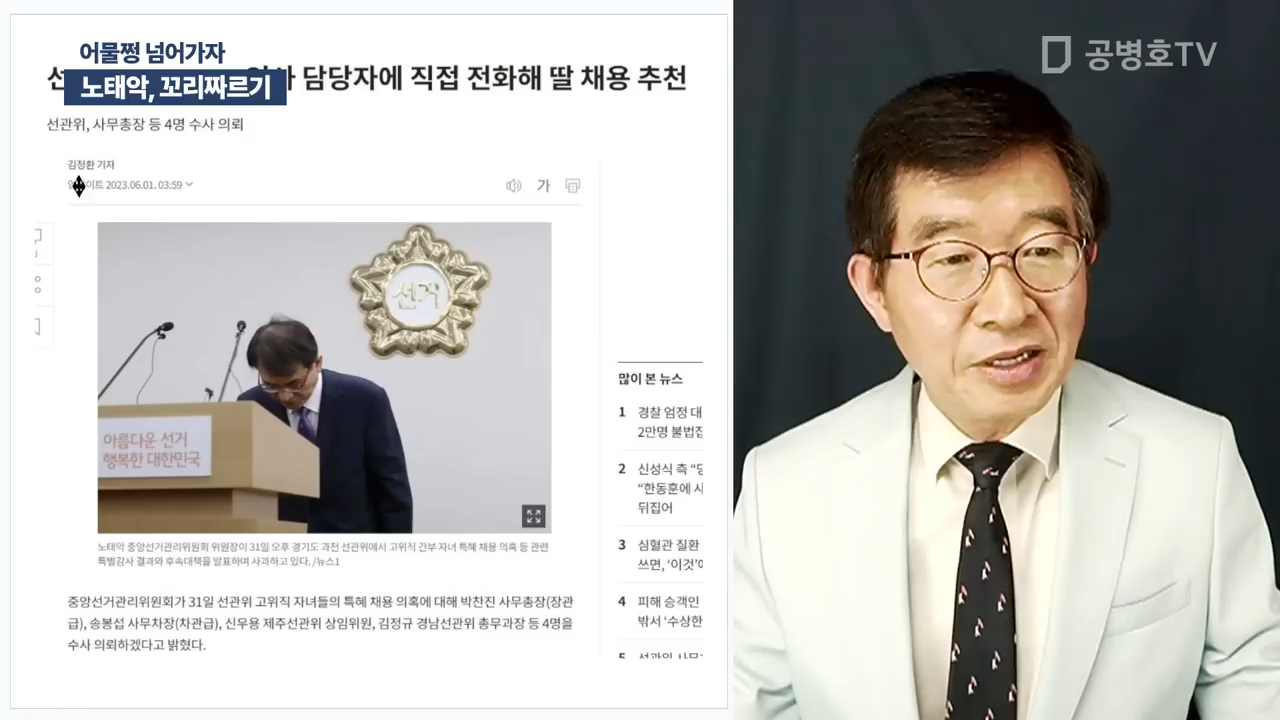 어물쩡 넘어가자
노태악, 꼬리짜르기
담당자에 직접 전화해 딸 채용 추천
선관위, 사무총장 등 4명 수사 의뢰
김정환 기자
2023.06.01. 03:59
가
선거
아름다운 선거
행복한 대한민국
노태악 중앙선거관리위원회 위원장이 31일 오후 경기도 과천 선관위에서 고위직 간부 자녀 특혜 채용 의혹 등 관련
특별감사 결과와 후속대책을 발표하며 사과하고 있다. /뉴스1
중앙선거관리위원회가 31일 선관위 고위직 자녀들의 특혜 채용 의혹에 대해 박찬진 사무총장(장관
급), 송봉섭 사무차장(차관급), 신우용 제주선관위 상임위원, 김정규 경남선관위 총무과장 등 4명을
수사 의뢰하겠다고 밝혔다.
많이 본 뉴스
1 경찰 엄정 대
2만명 불법집
2 신성식 측
“한동훈에 사
뒤집어
3 심혈관 질환
쓰면, ‘이것’
4 피해 승객인
밖서 ‘수상한
5
공병호TV